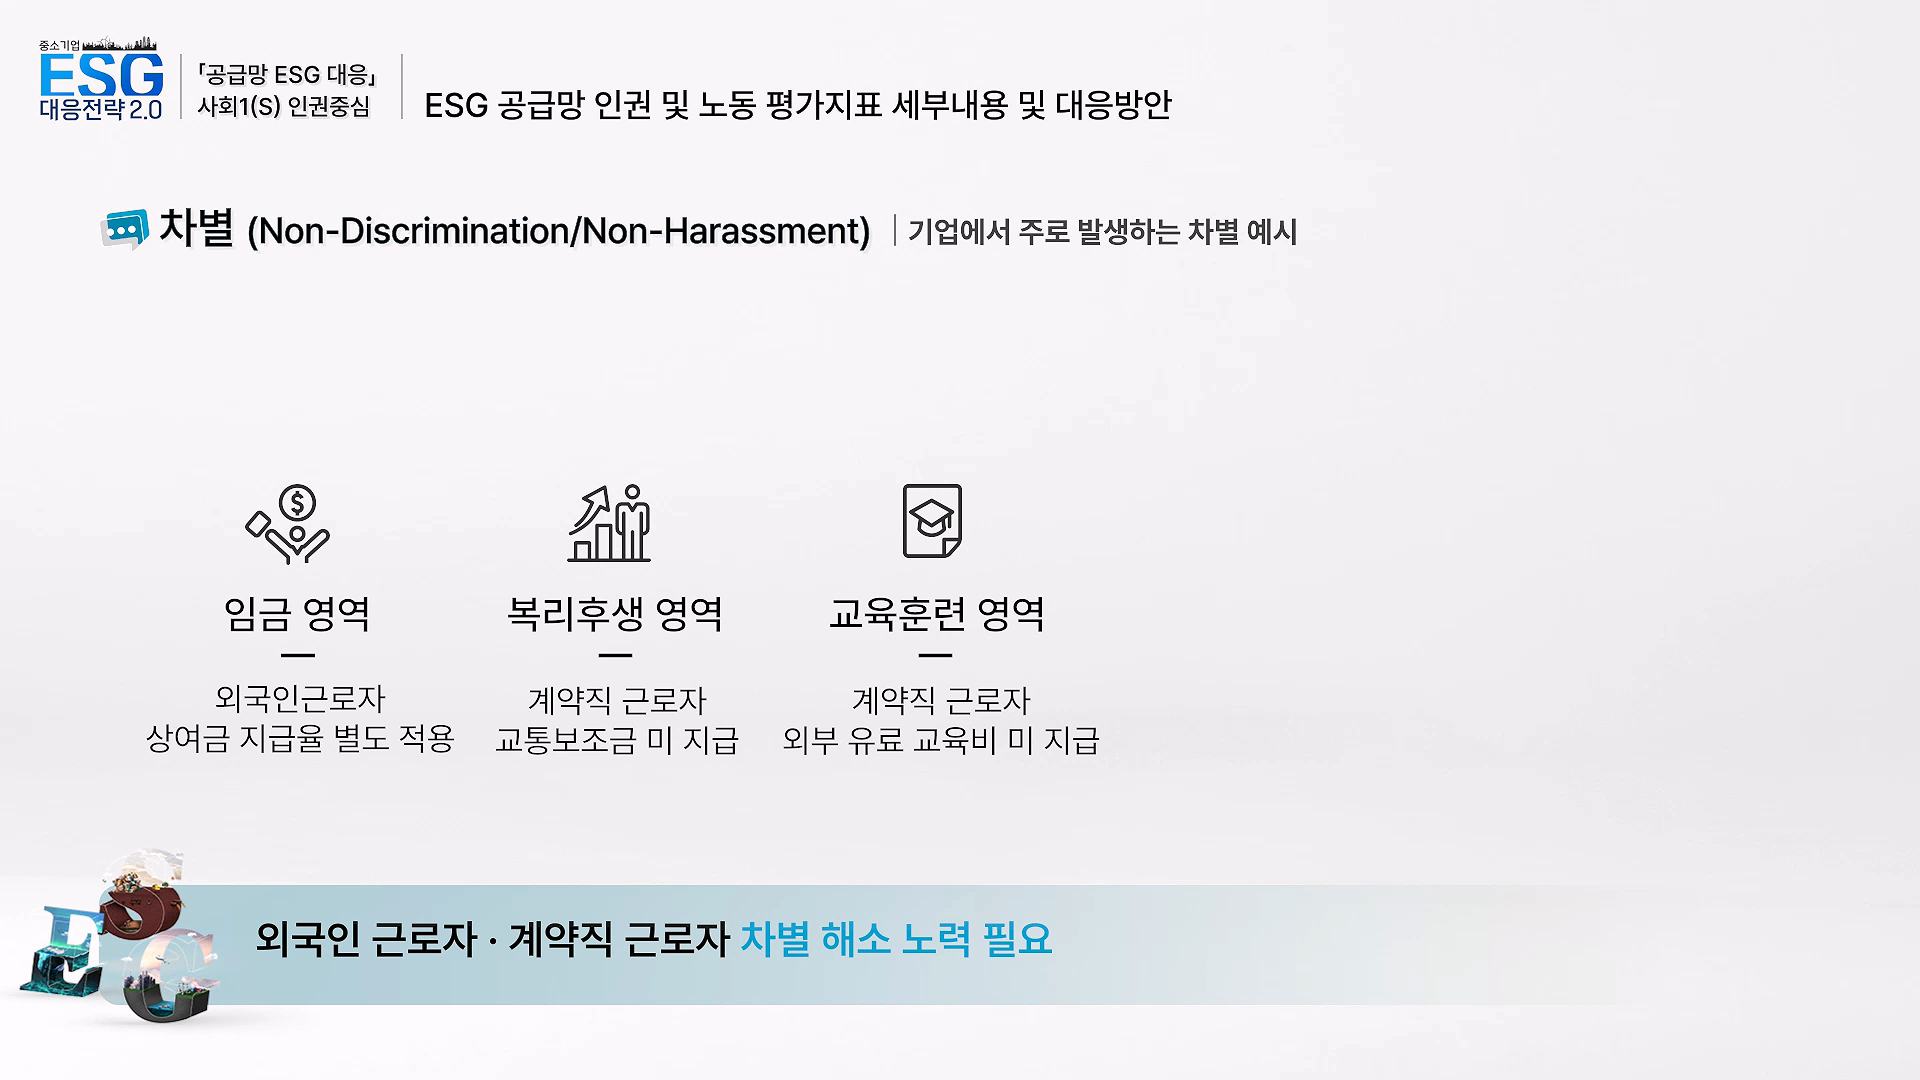 중소기업
ESG
대응전략 2.0
「공급망 ESG 대응」
사회1(S) 인권중심
ESG 공급망 인권 및 노동 평가지표 세부내용 및 대응방안
차별 (Non-Discrimination/Non-Harassment)
기업에서 주로 발생하는 차별 예시
임금 영역
외국인근로자
상여금 지급율 별도 적용
복리후생 영역
계약직 근로자
교통보조금 미 지급
교육훈련 영역
계약직 근로자
외부 유료 교육비 미 지급
외국인 근로자 · 계약직 근로자 차별 해소 노력 필요